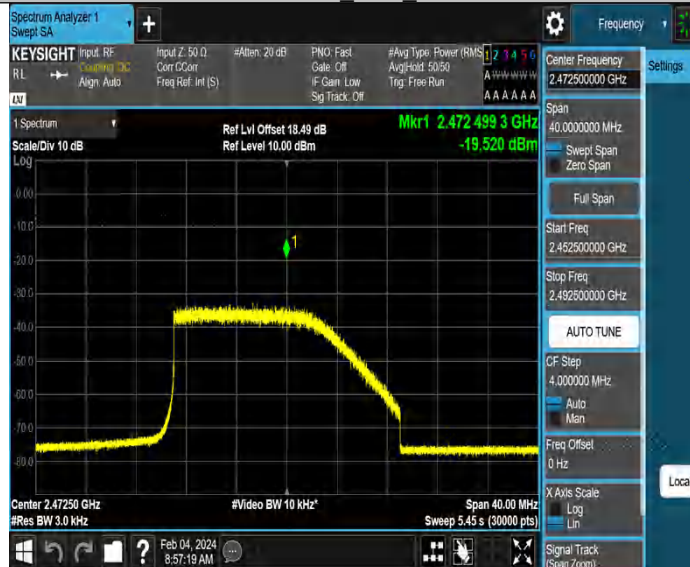 Spectrum Analyzer 1
Swept SA
Frequency
KEYSIGHT
RL
Input: RF
Coupling: DC
Align: Auto
Input Z: 50 Ω
Corr CCorr
Freq Ref: Int (S)
#Atten: 20 dB
PNO: Fast
Gate: Off
IF Gain: Low
Sig Track: Off
#Avg Type: Power (RMS
Avg|Hold: 50/50
Trig: Free Run
1 2 3 4 5 6
A W W W W W
A A A A A A
LXI
1 Spectrum
Scale/Div 10 dB
Log
Ref Lvl Offset 18.49 dB
Ref Level 10.00 dBm
Mkr1 2.472 499 3 GHz
-19.520 dBm
1
0.00
-10.0
-20.0
-30.0
-40.0
-50.0
-60.0
-70.0
-80.0
Center 2.47250 GHz
#Res BW 3.0 kHz
#Video BW 10 kHz*
Span 40.00 MHz
Sweep 5.45 s (30000 pts)
Feb 04, 2024
8:57:19 AM
Center Frequency
2.472500000 GHz
Settings
Span
40.0000000 MHz
Swept Span
Zero Span
Full Span
Start Freq
2.452500000 GHz
Stop Freq
2.492500000 GHz
AUTO TUNE
CF Step
4.000000 MHz
Auto
Man
Freq Offset
0 Hz
X Axis Scale
Log
Lin
Loca
Signal Track
(Span Zoom)